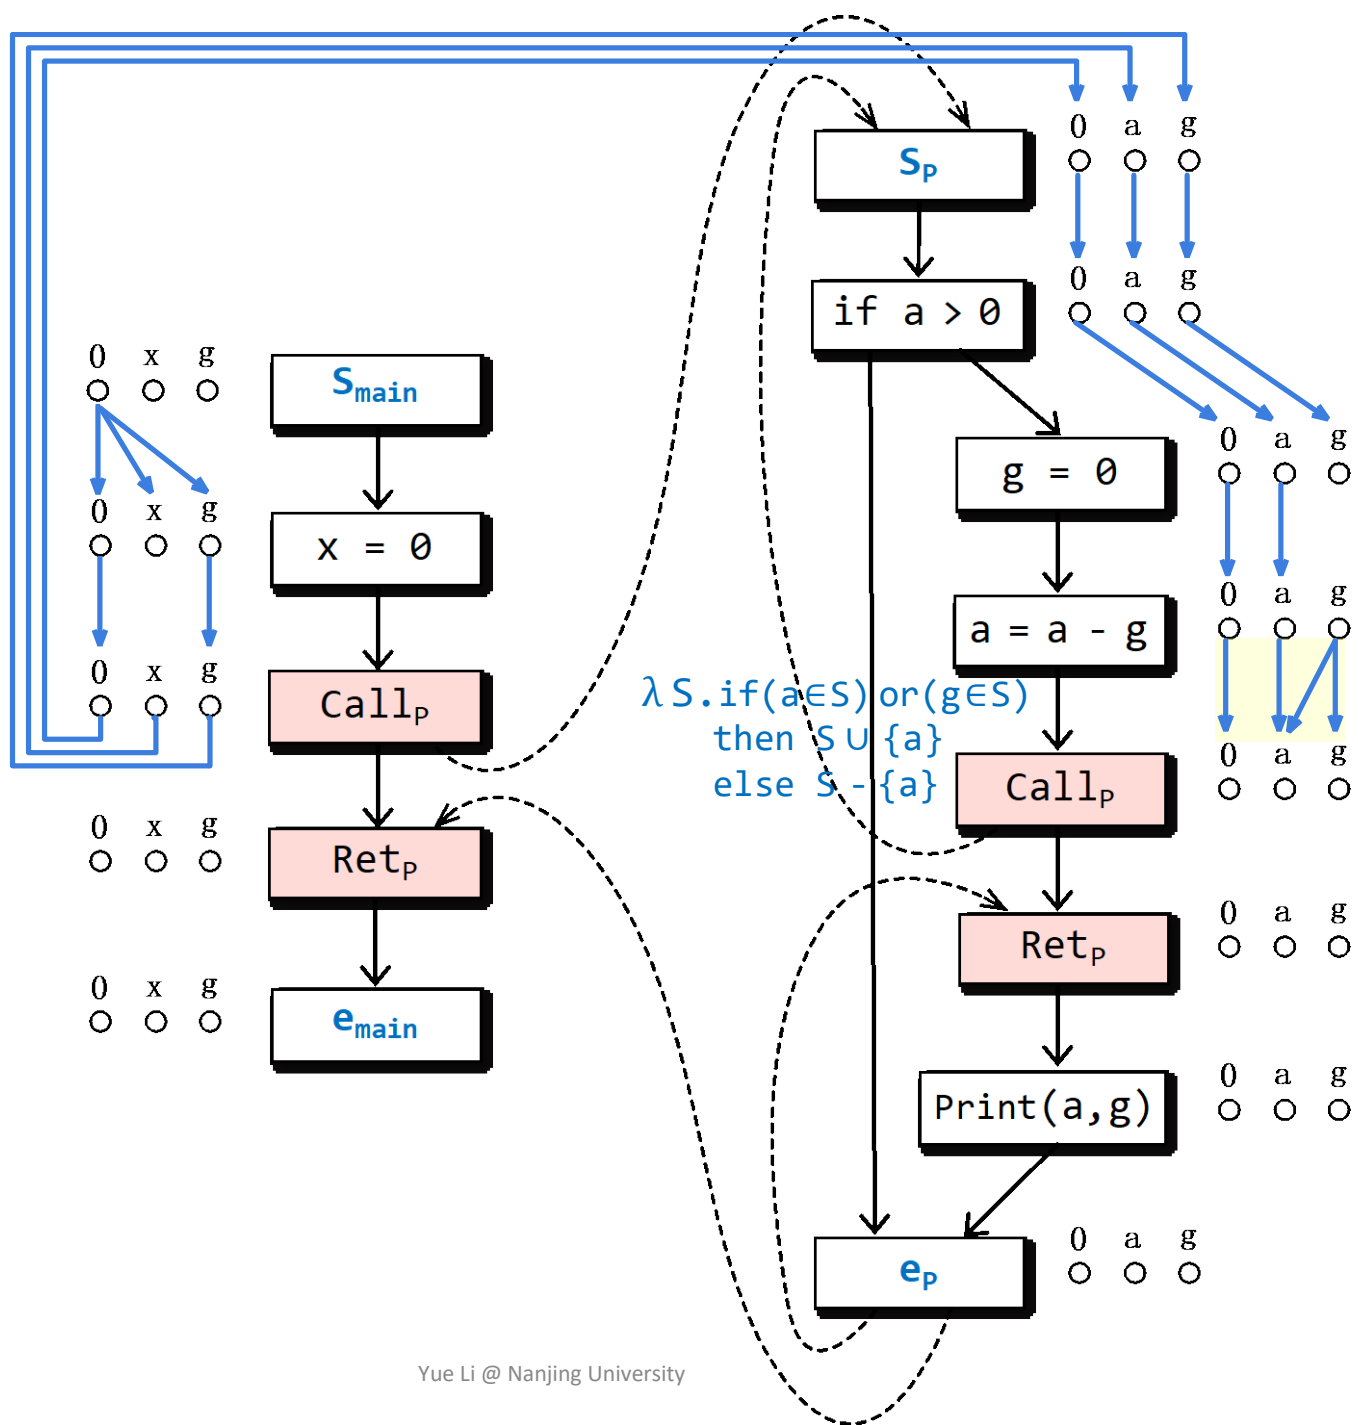 0 a g
S_P
0 a g
if a > 0
0 x g
S_main
0 a g
g = 0
0 x g
x = 0
0 a g
a = a - g
0 x g
Call_P
λ S.if(a∈S)or(g∈S)
then S ∪ {a}
else S - {a}
0 a g
Call_P
0 x g
Ret_P
0 a g
Ret_P
0 x g
e_main
0 a g
Print(a,g)
0 a g
e_P
Yue Li @ Nanjing University